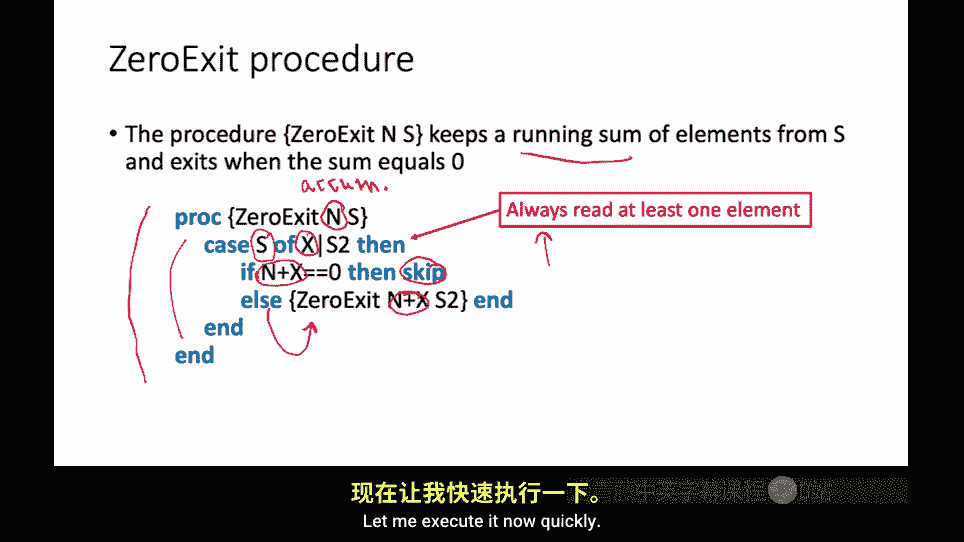 ZeroExit procedure
• The procedure {ZeroExit N S} keeps a running sum of elements from S
and exits when the sum equals 0
accum.
proc {ZeroExit N S}
case S of X|S2 then
Always read at least one element
if N+X==0 then skip
else {ZeroExit N+X S2} end
end
end
现在让我快速执行一下。
Let me execute it now quickly.